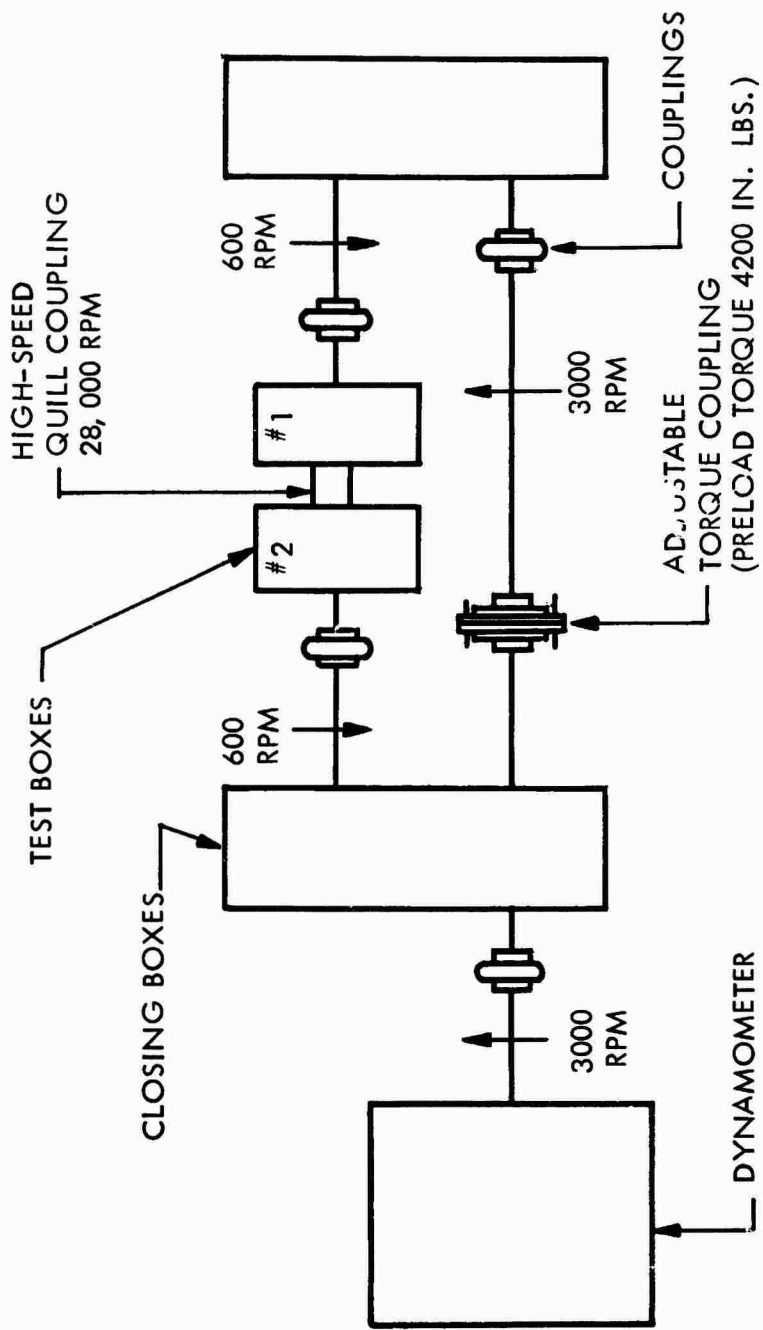 HIGH-SPEED
QUILL COUPLING
28, 000 RPM
TEST BOXES
CLOSING BOXES
600
RPM
#2
#1
600
RPM
3000
RPM
3000
RPM
COUPLINGS
ADJUSTABLE
TORQUE COUPLING
(PRELOAD TORQUE 4200 IN. LBS.)
DYNAMOMETER